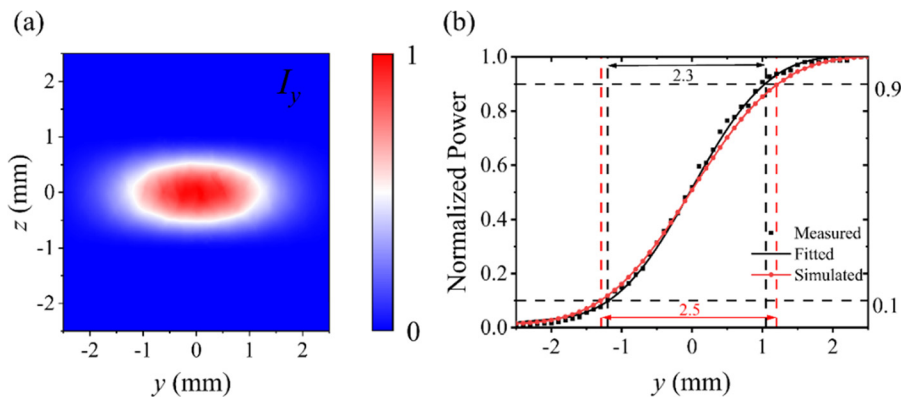 (a)
2
1
0
-1
-2
z (mm)
I_y
-2 -1 0 1 2
y (mm)
1
0
(b)
1.0
0.8
0.6
0.4
0.2
0.0
Normalized Power
2.3
0.9
Measured
Fitted
Simulated
0.1
2.5
-2 -1 0 1 2
y (mm)